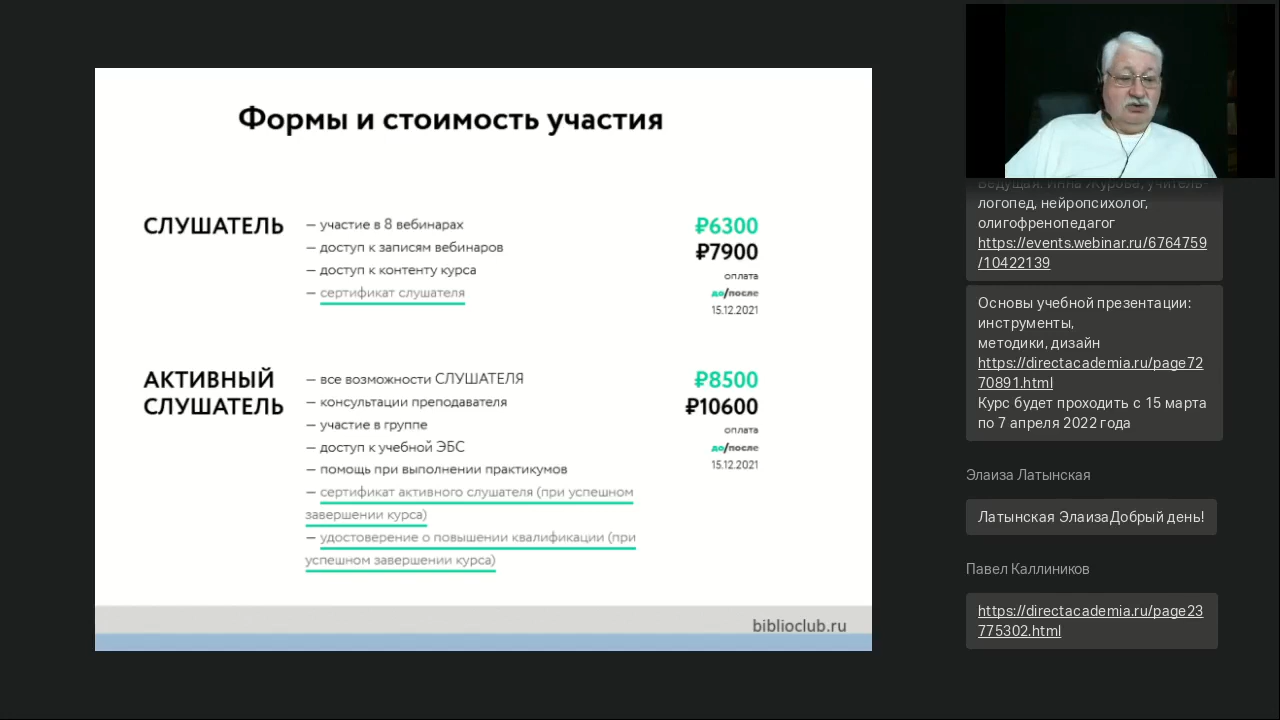 Формы и стоимость участия
СЛУШАТЕЛЬ
— участие в 8 вебинарах
— доступ к записям вебинаров
— доступ к контенту курса
— сертификат слушателя
₽6300
₽7900
оплата
до/после
15.12.2021
АКТИВНЫЙ
СЛУШАТЕЛЬ
— все возможности СЛУШАТЕЛЯ
— консультации преподавателя
— участие в группе
— доступ к учебной ЭБС
— помощь при выполнении практикумов
— сертификат активного слушателя (при успешном
завершении курса)
— удостоверение о повышении квалификации (при
успешном завершении курса)
₽8500
₽10600
оплата
до/после
15.12.2021
biblioclub.ru
Ведущая: Инна Журова, учитель-
логопед, нейропсихолог,
олигофренопедагог
https://events.webinar.ru/6764759
/10422139
Основы учебной презентации:
инструменты,
методики, дизайн
https://directacademia.ru/page72
70891.html
Курс будет проходить с 15 марта
по 7 апреля 2022 года
Элаиза Латынская
Латынская ЭлаизаДобрый день!
Павел Каллиников
https://directacademia.ru/page23
775302.html